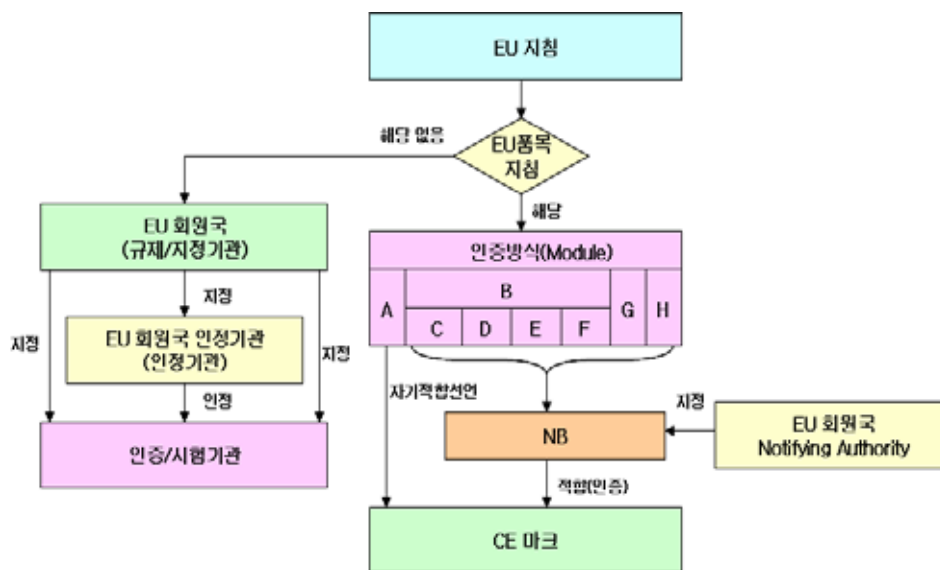 EU 지침
해당 없음
EU품목
지침
해당
EU 회원국
(규제/지정기관)
인증방식(Module)
A
B
C D E F
G H
지정
지정
지정
EU 회원국 인정기관
(인정기관)
인정
인증/시험기관
자기적합선언
NB
지정
EU 회원국
Notifying Authority
적합(인증)
CE 마크